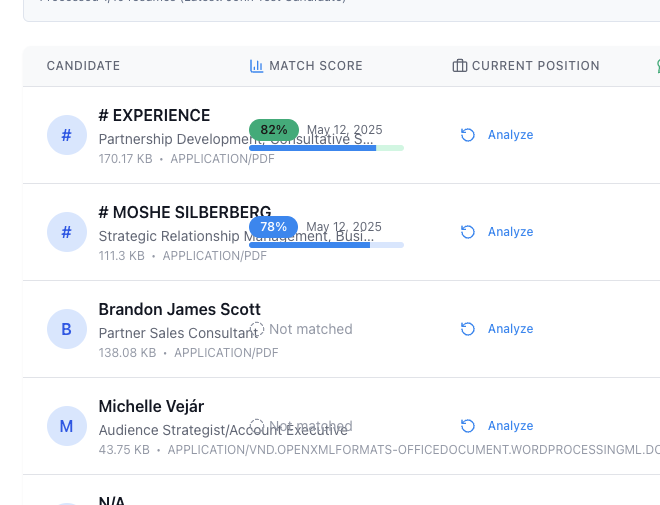 CANDIDATE MATCH SCORE CURRENT POSITION
# # EXPERIENCE
82% May 12, 2025
Partnership Development, Consultative S...
Analyze
170.17 KB • APPLICATION/PDF
# # MOSHE SILBERBERG
78% May 12, 2025
Strategic Relationship Management, Busi...
Analyze
111.3 KB • APPLICATION/PDF
B Brandon James Scott
Partner Sales Consultant
Not matched
Analyze
138.08 KB • APPLICATION/PDF
M Michelle Vejár
Audience Strategist/Account Executive
Not matched
Analyze
43.75 KB • APPLICATION/VND.OPENXMLFORMATS-OFFICEDOCUMENT.WORDPROCESSINGML.DO
N/A